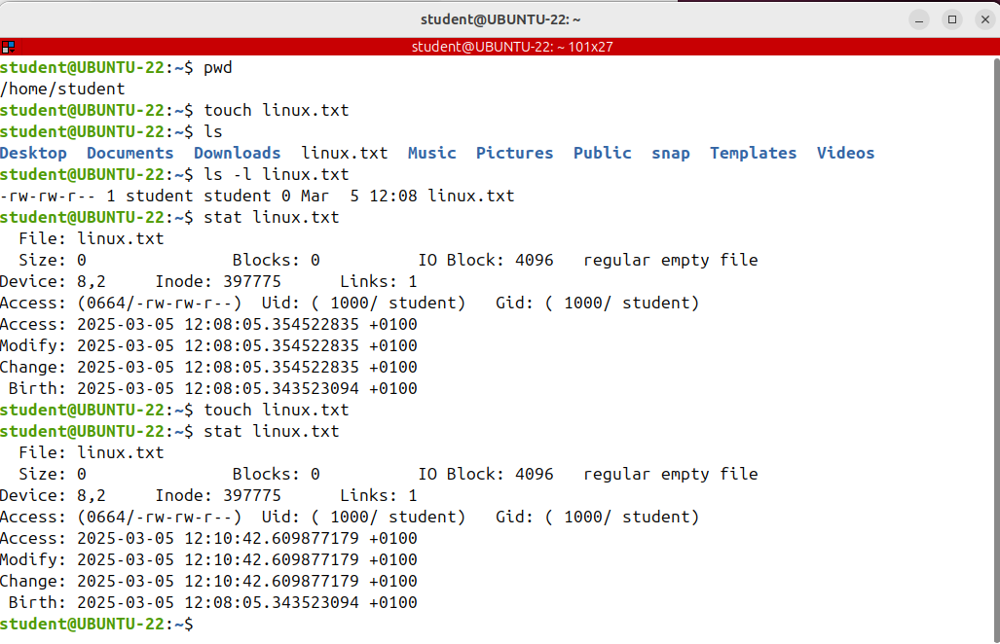 student@UBUNTU-22: ~
student@UBUNTU-22: ~ 101x27
student@UBUNTU-22:~$ pwd
/home/student
student@UBUNTU-22:~$ touch linux.txt
student@UBUNTU-22:~$ ls
Desktop  Documents  Downloads  linux.txt  Music  Pictures  Public  snap  Templates  Videos
student@UBUNTU-22:~$ ls -l linux.txt
-rw-rw-r-- 1 student student 0 Mar  5 12:08 linux.txt
student@UBUNTU-22:~$ stat linux.txt
  File: linux.txt
  Size: 0               Blocks: 0          IO Block: 4096   regular empty file
Device: 8,2     Inode: 397775      Links: 1
Access: (0664/-rw-rw-r--)  Uid: ( 1000/ student)   Gid: ( 1000/ student)
Access: 2025-03-05 12:08:05.354522835 +0100
Modify: 2025-03-05 12:08:05.354522835 +0100
Change: 2025-03-05 12:08:05.354522835 +0100
 Birth: 2025-03-05 12:08:05.343523094 +0100
student@UBUNTU-22:~$ touch linux.txt
student@UBUNTU-22:~$ stat linux.txt
  File: linux.txt
  Size: 0               Blocks: 0          IO Block: 4096   regular empty file
Device: 8,2     Inode: 397775      Links: 1
Access: (0664/-rw-rw-r--)  Uid: ( 1000/ student)   Gid: ( 1000/ student)
Access: 2025-03-05 12:10:42.609877179 +0100
Modify: 2025-03-05 12:10:42.609877179 +0100
Change: 2025-03-05 12:10:42.609877179 +0100
 Birth: 2025-03-05 12:08:05.343523094 +0100
student@UBUNTU-22:~$